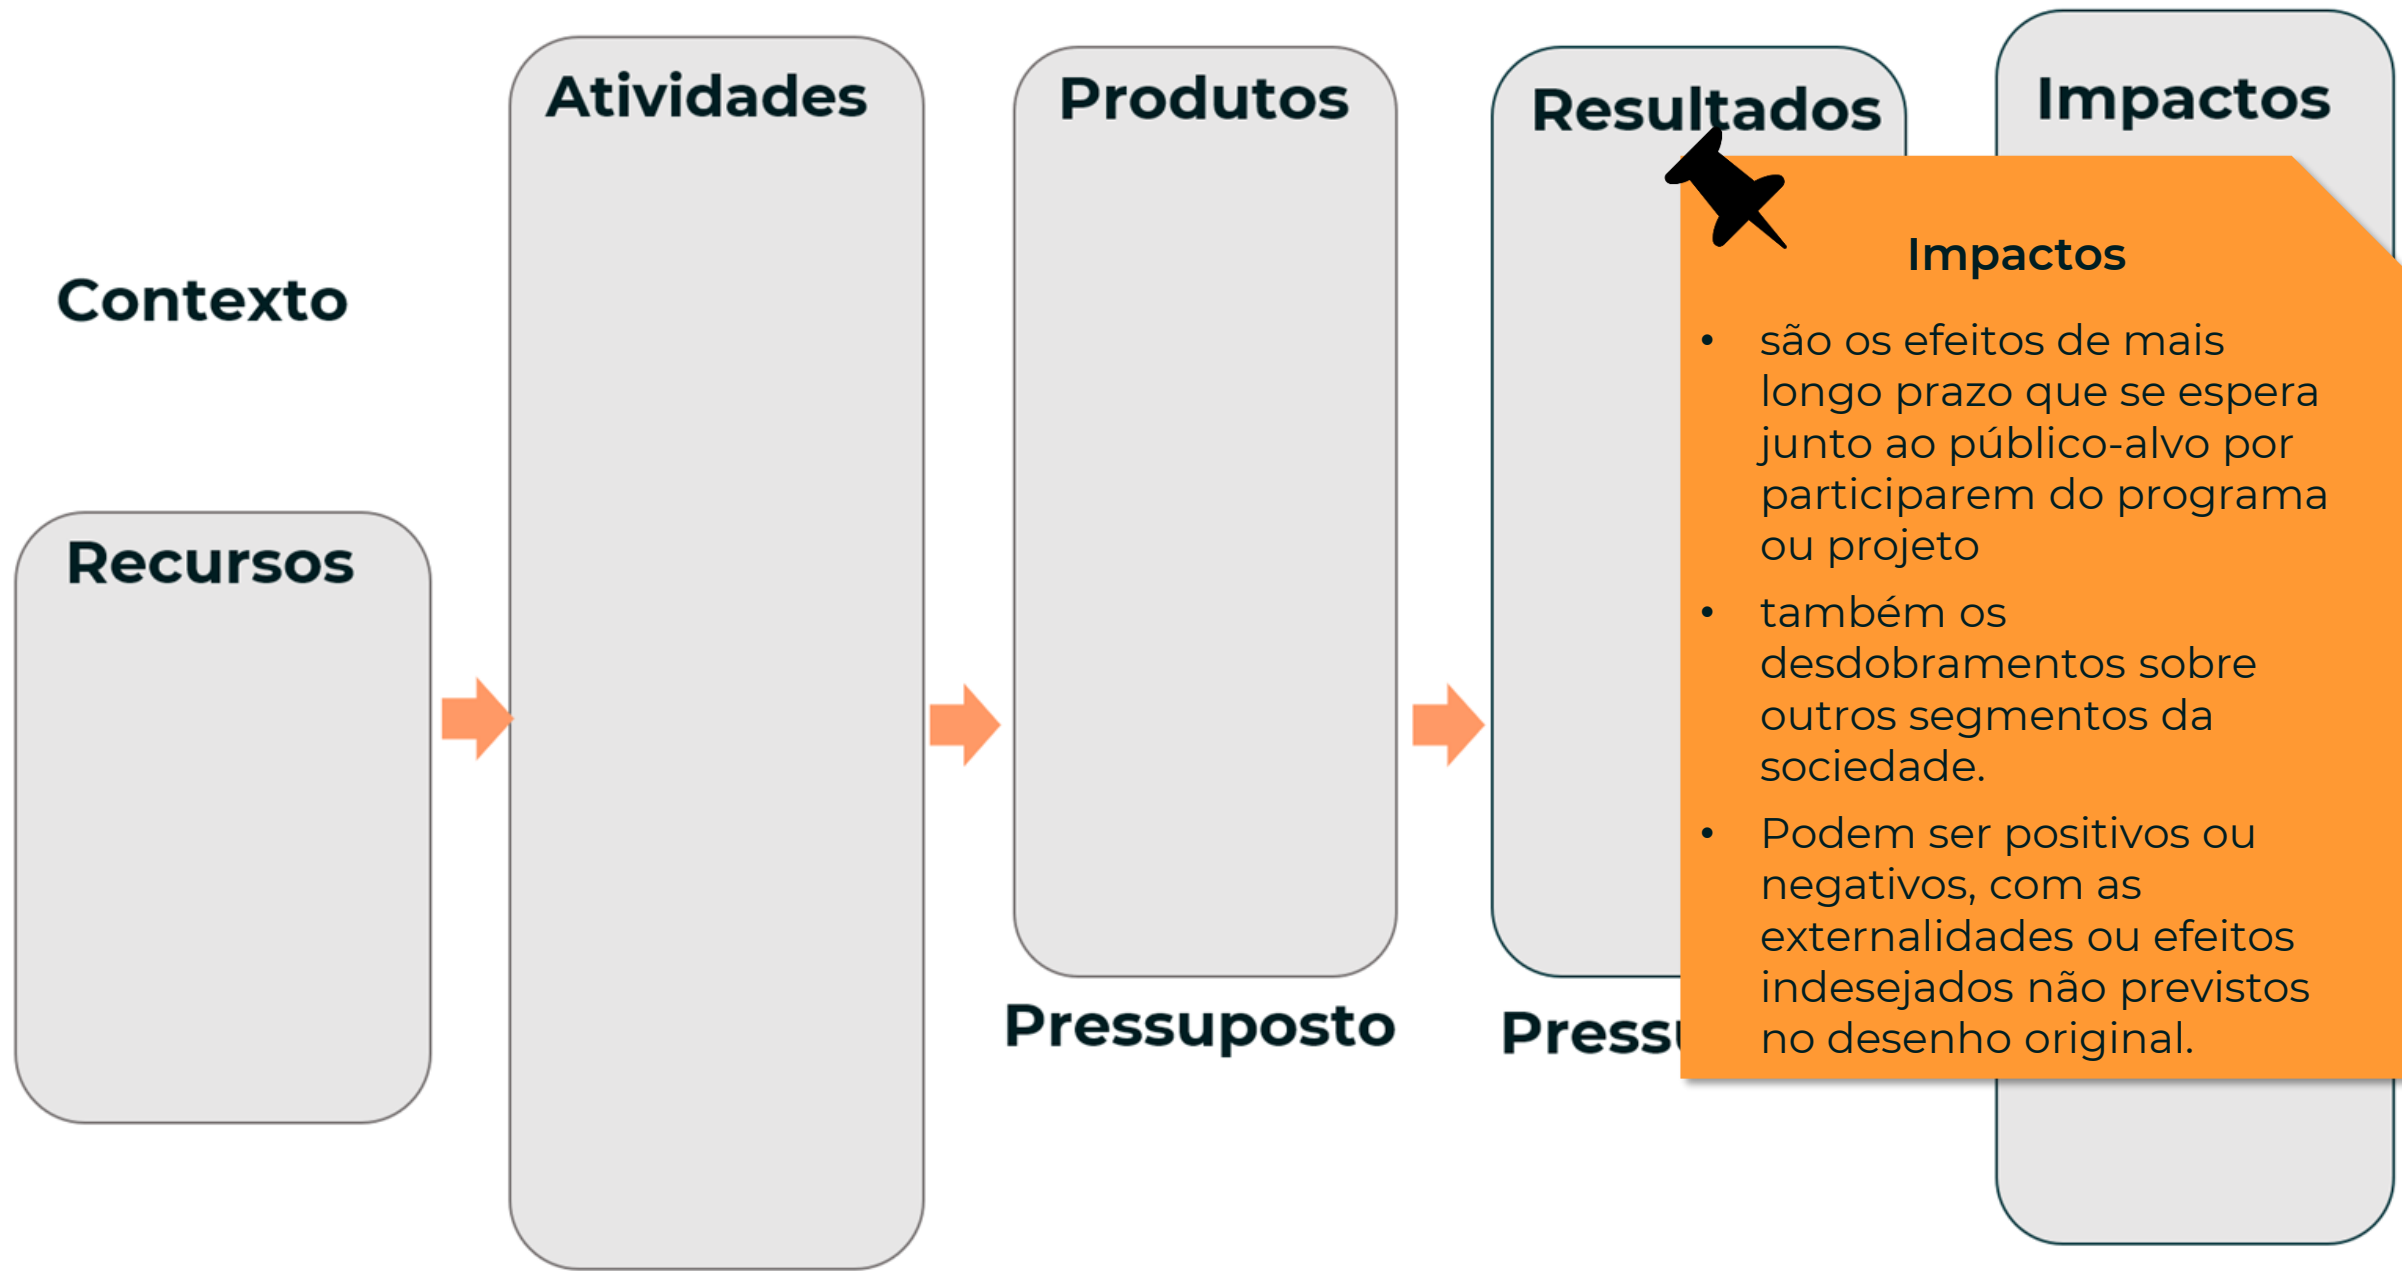 Contexto
Recursos
Atividades
Produtos
Pressuposto
Resultados
Impactos
Impactos
• são os efeitos de mais
longo prazo que se espera
junto ao público-alvo por
participarem do programa
ou projeto
• também os
desdobramentos sobre
outros segmentos da
sociedade.
• Podem ser positivos ou
negativos, com as
externalidades ou efeitos
indesejados não previstos
no desenho original.